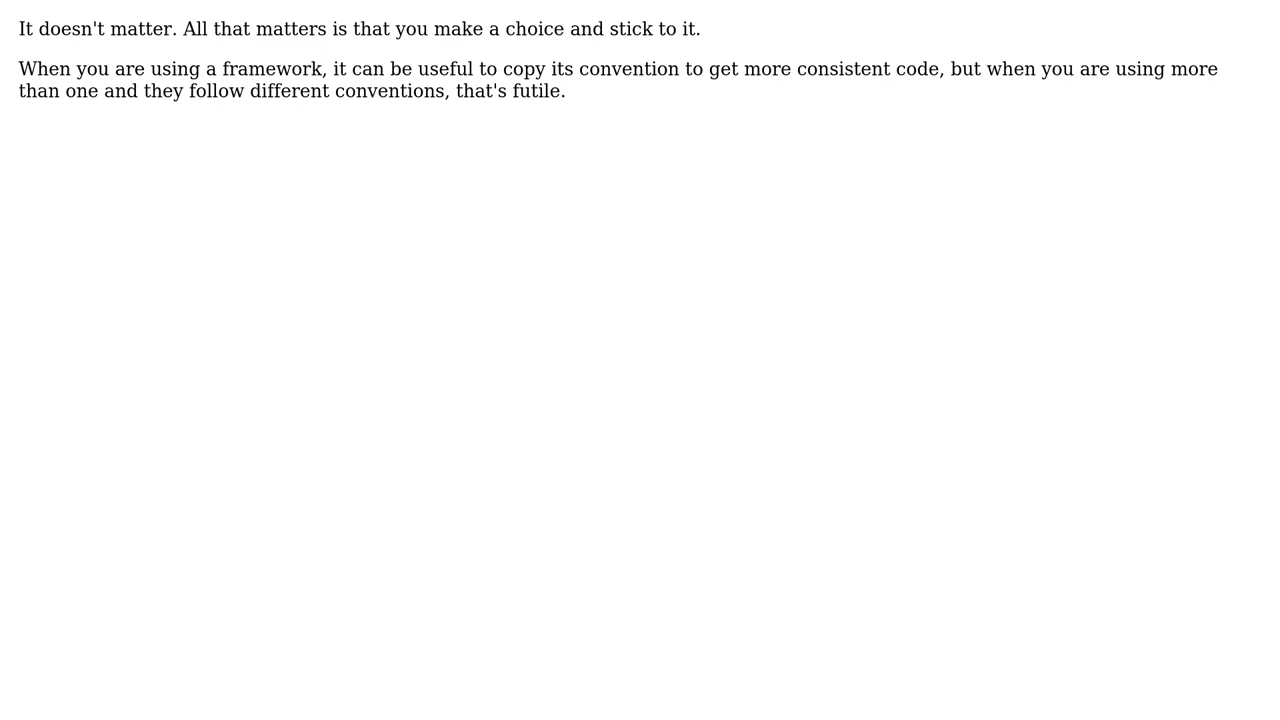 It doesn't matter. All that matters is that you make a choice and stick to it.
When you are using a framework, it can be useful to copy its convention to get more consistent code, but when you are using more
than one and they follow different conventions, that's futile.